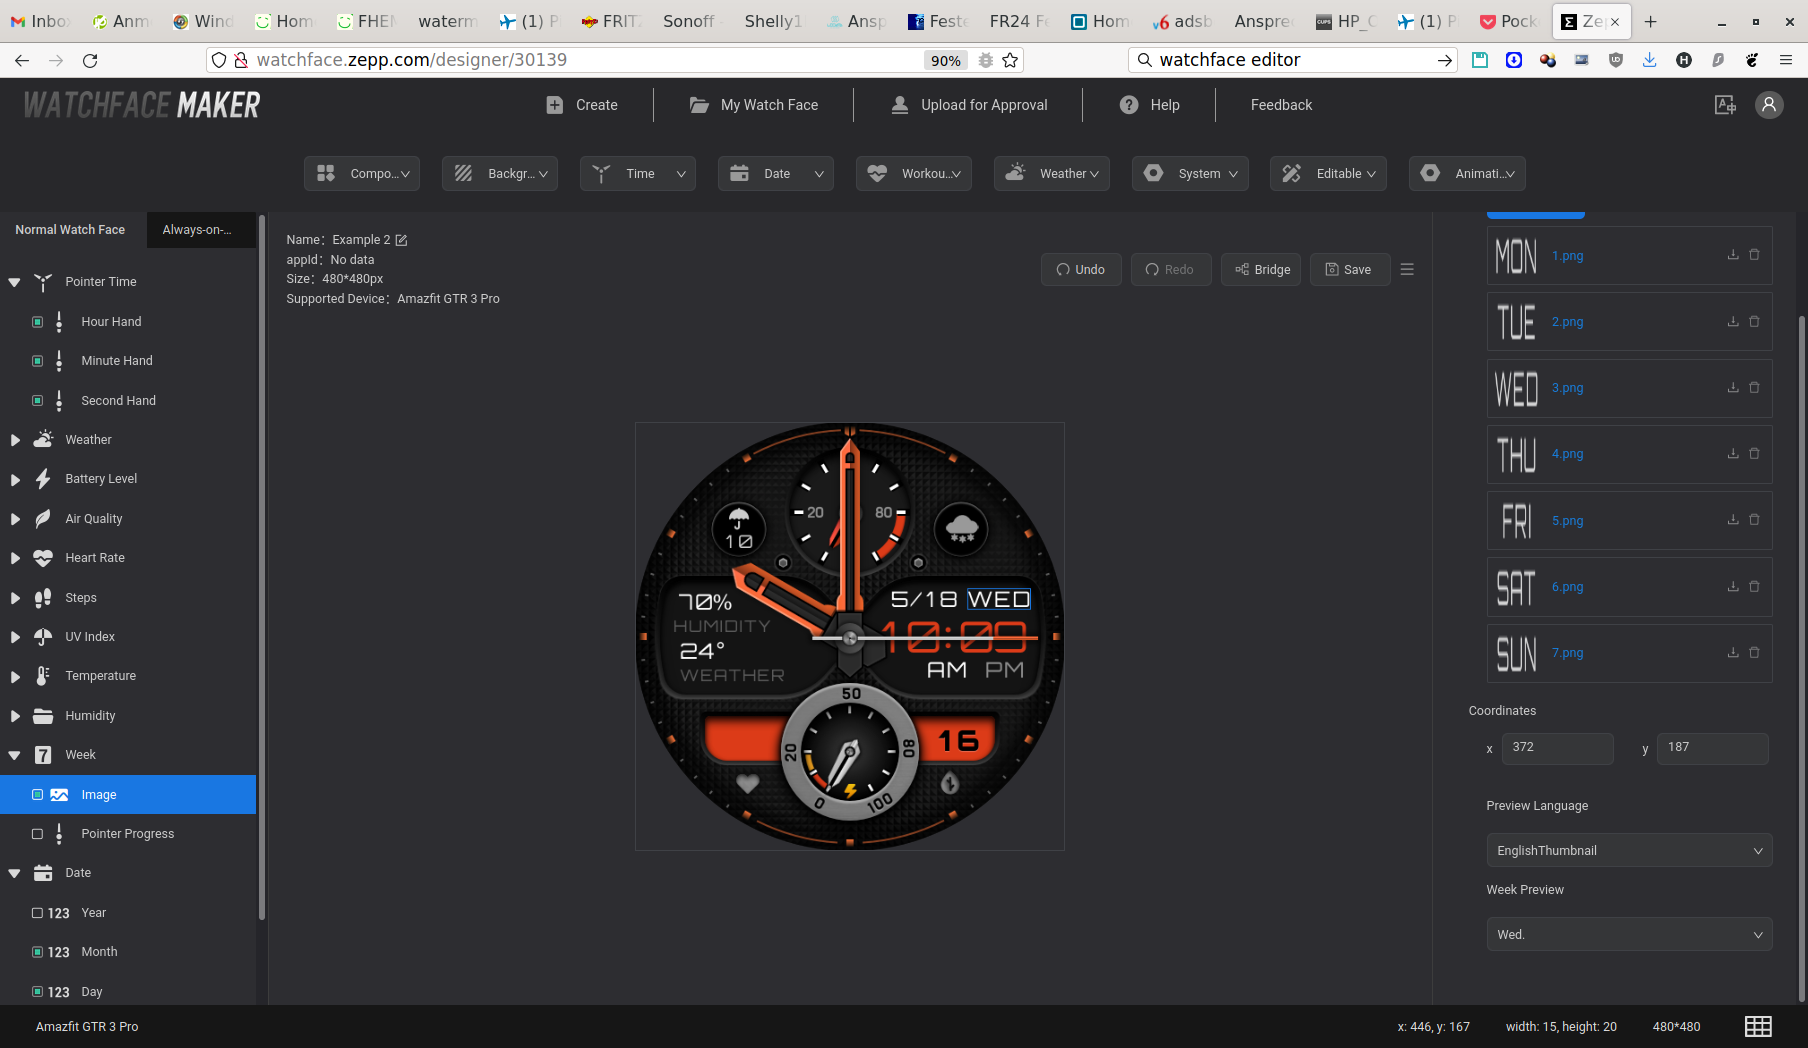 Inbo
Anm
Wind
Hom
FHEM
waterm
(1) P
FRITZ
Sonoff
Shelly1
Ansp
Feste
FR24 Fe
Hom
v6 adsb
Anspre
CUPS HP_C
(1) P
Pock
Zep
watchface.zepp.com/designer/30139
90%
watchface editor
WATCHFACE MAKER
Create
My Watch Face
Upload for Approval
Help
Feedback
Compo...
Backgr...
Time
Date
Workou...
Weather
System
Editable
Animati...
Normal Watch Face
Always-on-...
Pointer Time
Hour Hand
Minute Hand
Second Hand
Weather
Battery Level
Air Quality
Heart Rate
Steps
UV Index
Temperature
Humidity
7 Week
Image
Pointer Progress
Date
123 Year
123 Month
123 Day
Name：Example 2
appId：No data
Size：480*480px
Supported Device：Amazfit GTR 3 Pro
Undo
Redo
Bridge
Save
20 80
10
70%
HUMIDITY
24°
WEATHER
5/18 WED
10:09
AM PM
50
20
80
0
100
16
MON 1.png
TUE 2.png
WED 3.png
THU 4.png
FRI 5.png
SAT 6.png
SUN 7.png
Coordinates
x 372 y 187
Preview Language
EnglishThumbnail
Week Preview
Wed.
Amazfit GTR 3 Pro
x: 446, y: 167
width: 15, height: 20
480*480